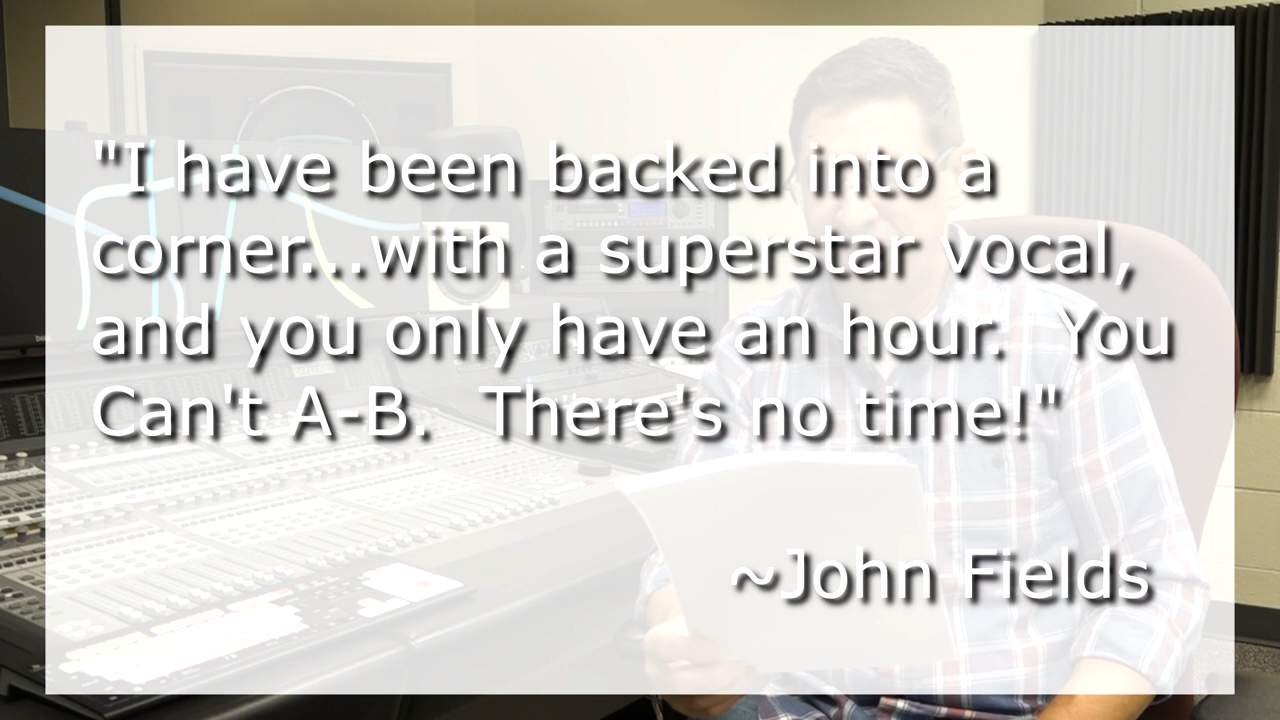 "I have been backed into a
corner...with a superstar vocal,
and you only have an hour.  You
Can't A-B.  There's no time!"
~John Fields